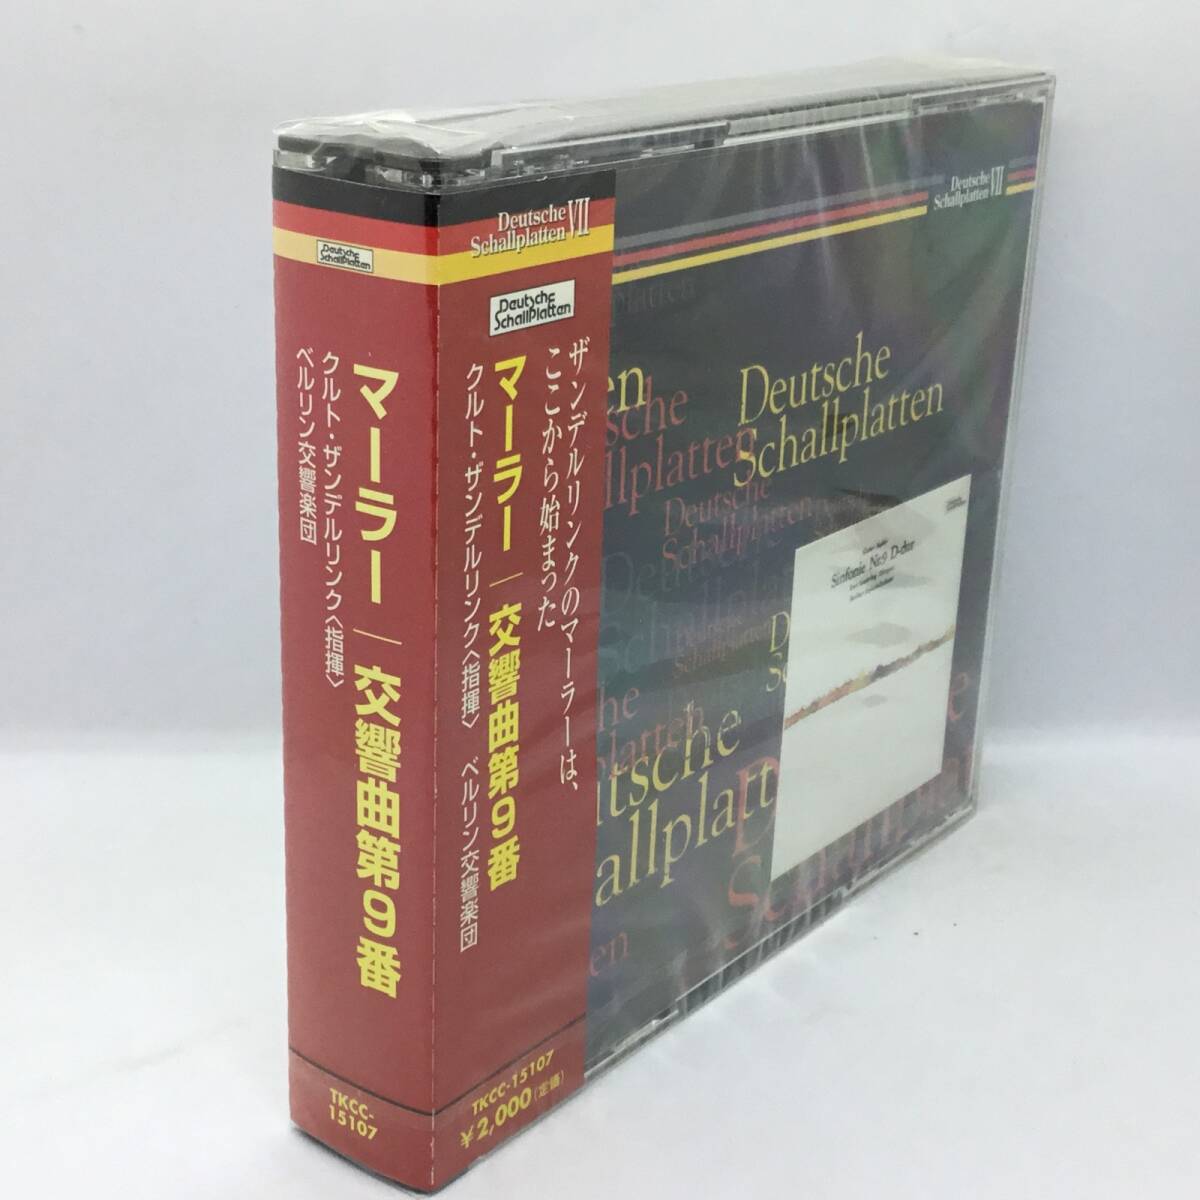 Deutsche
SchallPlatten
マーラー｜交響曲第9番
クルト・ザンデルリンク〈指揮〉
ベルリン交響楽団
TKCC-
15107
Deutsche
Schallplatten VII
Deutsche
SchallPlatten
ザンデルリンクのマーラーは、
ここから始まった
マーラー｜交響曲第9番
クルト・ザンデルリンク〈指揮〉 ベルリン交響楽団
TKCC-15107
¥2,000(定価)
Deutsche
Schallplatten VII
Deutsche
Schallplatten
Deutsche
Schallplatten
Sinfonie Nr.9 D-dur